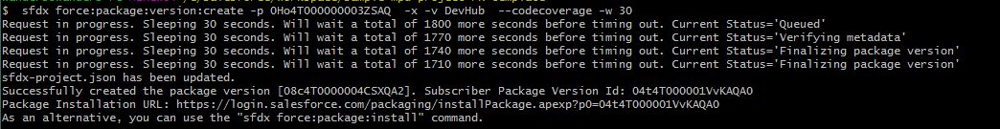 $ sfdx force:package:version:create -p 0Ho4T000000003ZSAQ -x -v DevHub --codecoverage -w 30
Request in progress. Sleeping 30 seconds. Will wait a total of 1800 more seconds before timing out. Current Status='Queued'
Request in progress. Sleeping 30 seconds. Will wait a total of 1770 more seconds before timing out. Current Status='Verifying metadata'
Request in progress. Sleeping 30 seconds. Will wait a total of 1740 more seconds before timing out. Current Status='Finalizing package version'
Request in progress. Sleeping 30 seconds. Will wait a total of 1710 more seconds before timing out. Current Status='Finalizing package version'
sfdx-project.json has been updated.
Successfully created the package version [08c4T0000004CSXQA2]. Subscriber Package Version Id: 04t4T000001VvKAQA0
Package Installation URL: https://login.salesforce.com/packaging/installPackage.apexp?p0=04t4T000001VvKAQA0
As an alternative, you can use the "sfdx force:package:install" command.